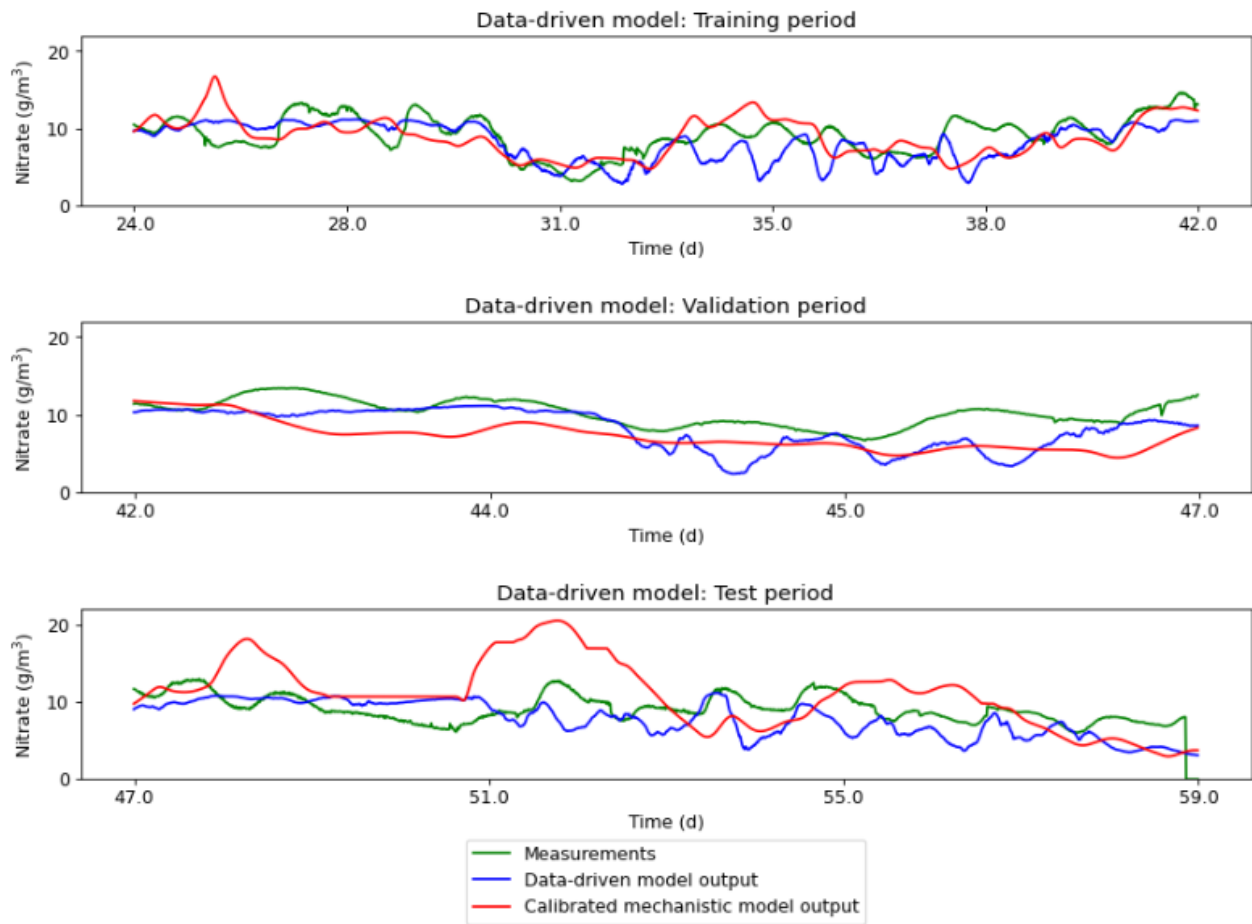 Data-driven model: Training period
Nitrate (g/m³)
20
10
0
24.0 28.0 31.0 35.0 38.0 42.0
Time (d)
Data-driven model: Validation period
Nitrate (g/m³)
20
10
0
42.0 44.0 45.0 47.0
Time (d)
Data-driven model: Test period
Nitrate (g/m³)
20
10
0
47.0 51.0 55.0 59.0
Time (d)
Measurements
Data-driven model output
Calibrated mechanistic model output